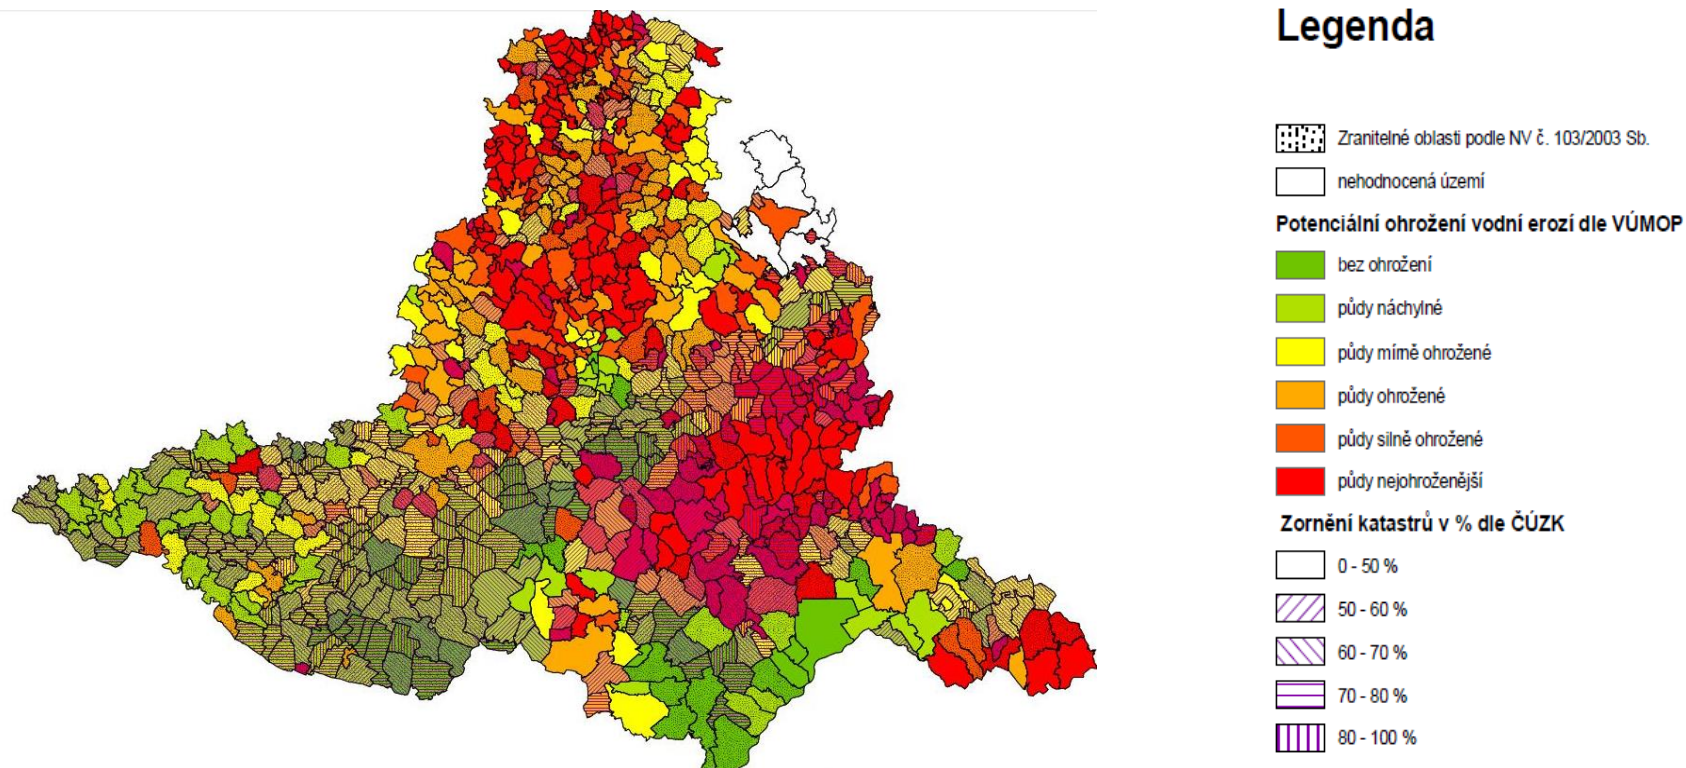 Legenda
Zranitelné oblasti podle NV č. 103/2003 Sb.
nehodnocená území
Potenciální ohrožení vodní erozí dle VÚMOP
bez ohrožení
půdy náchylné
půdy mírně ohrožené
půdy ohrožené
půdy silně ohrožené
půdy nejohroženější
Zornění katastrů v % dle ČÚZK
0 - 50 %
50 - 60 %
60 - 70 %
70 - 80 %
80 - 100 %